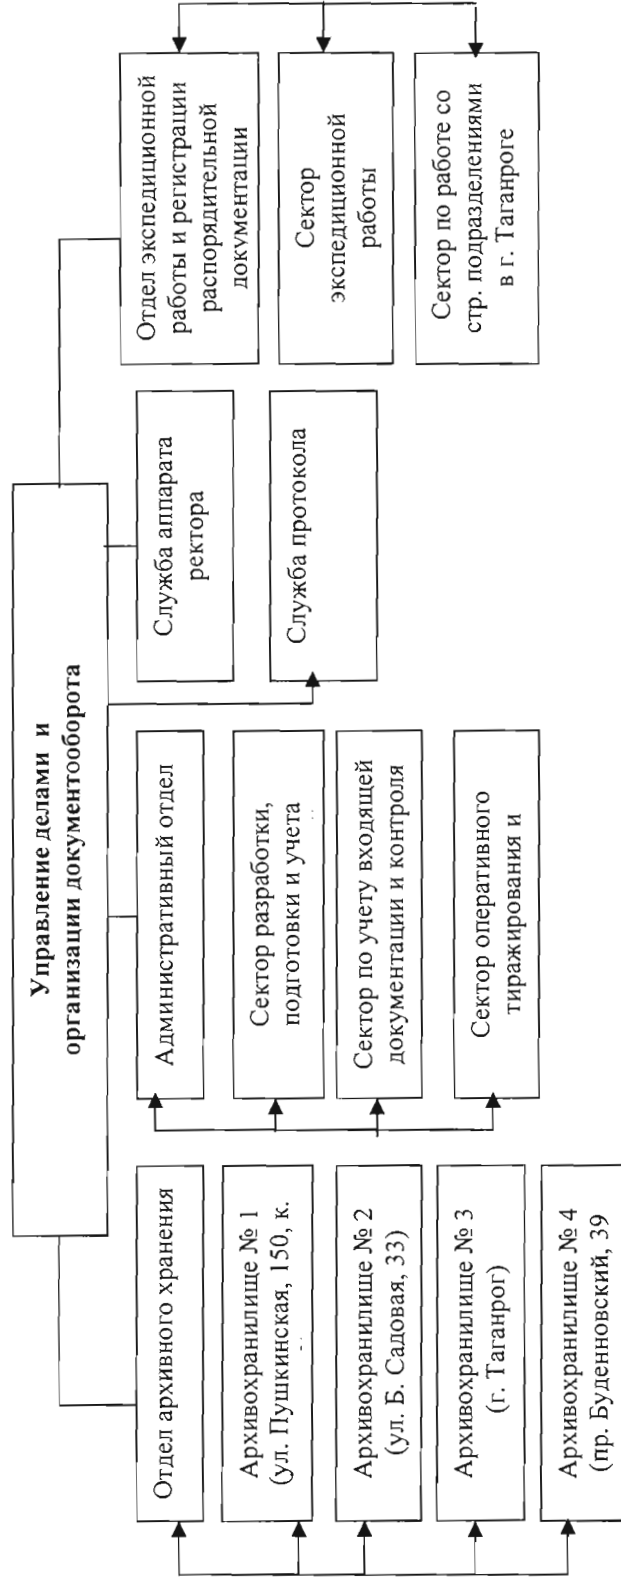 Управление делами и
организации документооборота
Отдел архивного хранения
Архивохранилище № 1
(ул. Пушкинская, 150, к.
Архивохранилище № 2
(ул. Б. Садовая, 33)
Архивохранилище № 3
(г. Таганрог)
Архивохранилище № 4
(пр. Буденновский, 39
Административный отдел
Сектор разработки,
подготовки и учета
Сектор по учету входящей
документации и контроля
Сектор оперативного
тиражирования и
Служба аппарата
ректора
Служба протокола
Отдел экспедиционной
работы и регистрации
распорядительной
документации
Сектор
экспедиционной
работы
Сектор по работе со
стр. подразделениями
в г. Таганроге